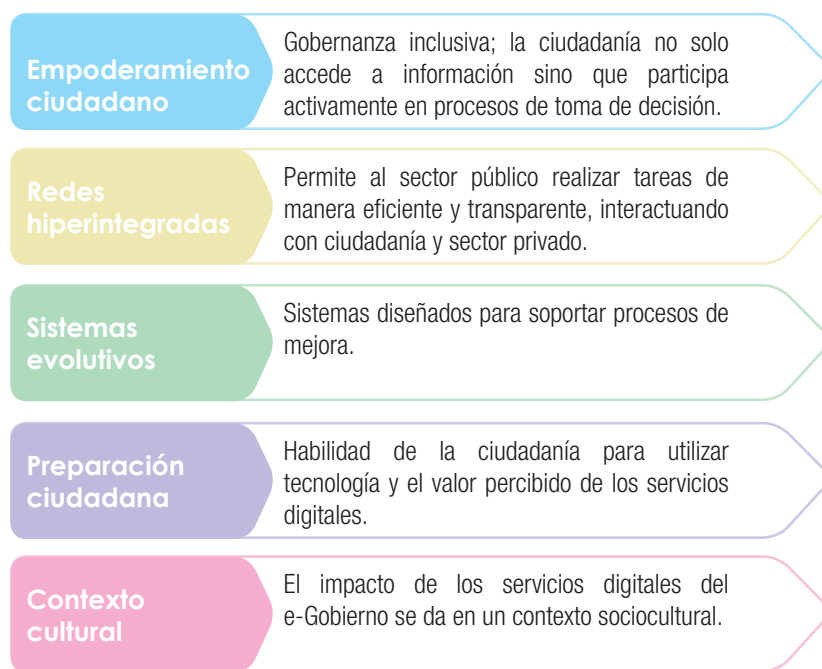 Empoderamiento
ciudadano
Gobernanza inclusiva; la ciudadanía no solo
accede a información sino que participa
activamente en procesos de toma de decisión.
Redes
hiperintegradas
Permite al sector público realizar tareas de
manera eficiente y transparente, interactuando
con ciudadanía y sector privado.
Sistemas
evolutivos
Sistemas diseñados para soportar procesos de
mejora.
Preparación
ciudadana
Habilidad de la ciudadanía para utilizar
tecnología y el valor percibido de los servicios
digitales.
Contexto
cultural
El impacto de los servicios digitales del
e-Gobierno se da en un contexto sociocultural.